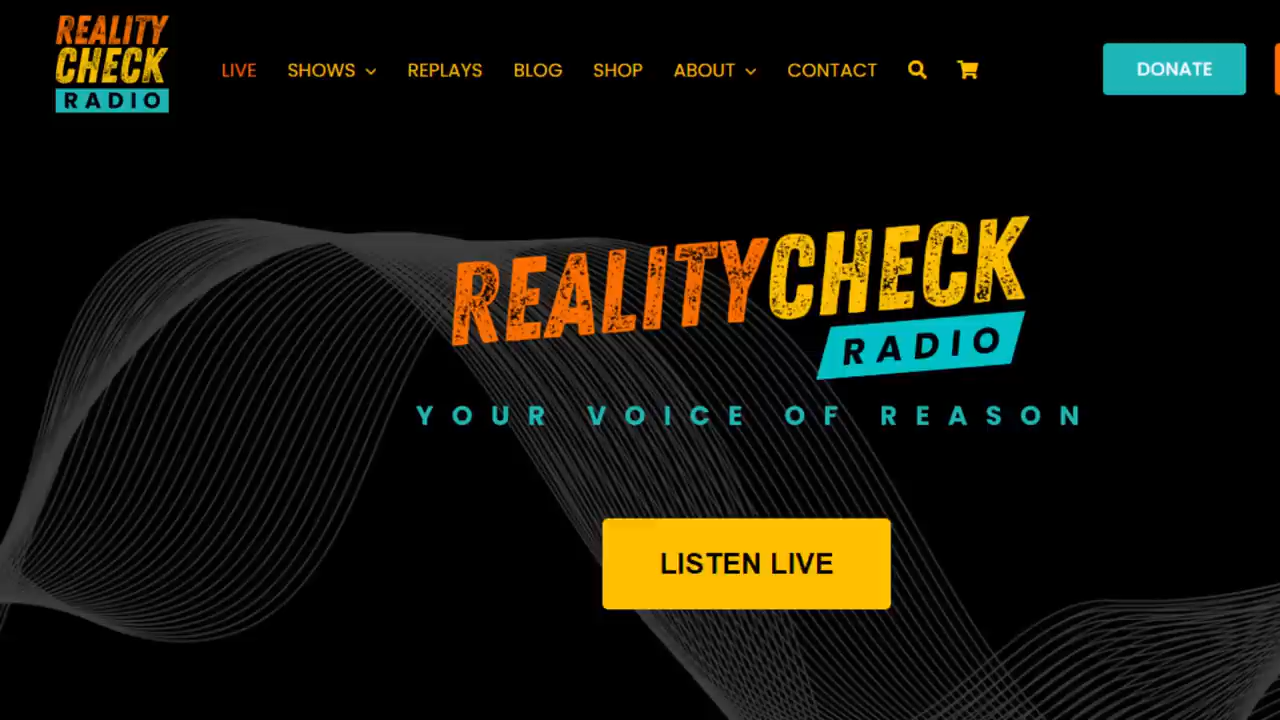 REALITY
CHECK
RADIO
LIVE SHOWS REPLAYS BLOG SHOP ABOUT CONTACT DONATE
REALITYCHECK
RADIO
YOUR VOICE OF REASON
LISTEN LIVE